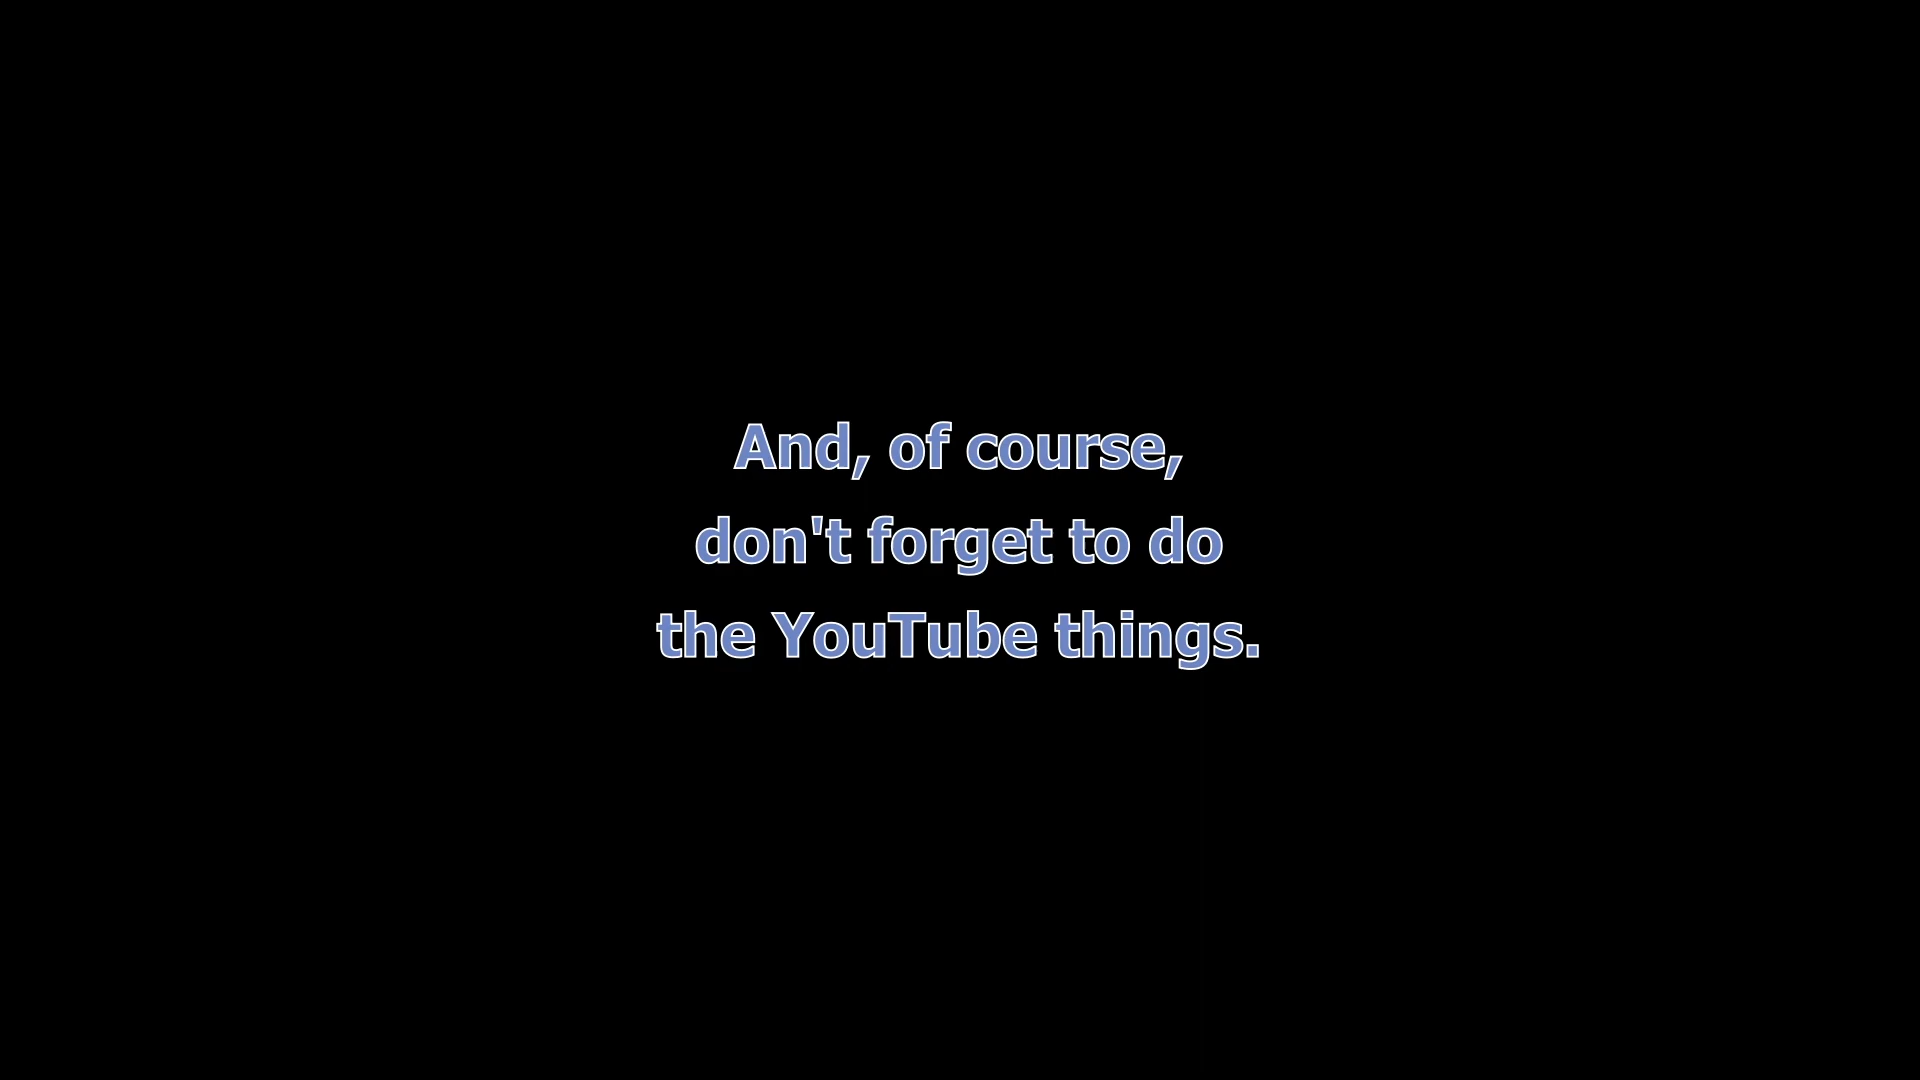 And, of course,
don't forget to do
the YouTube things.